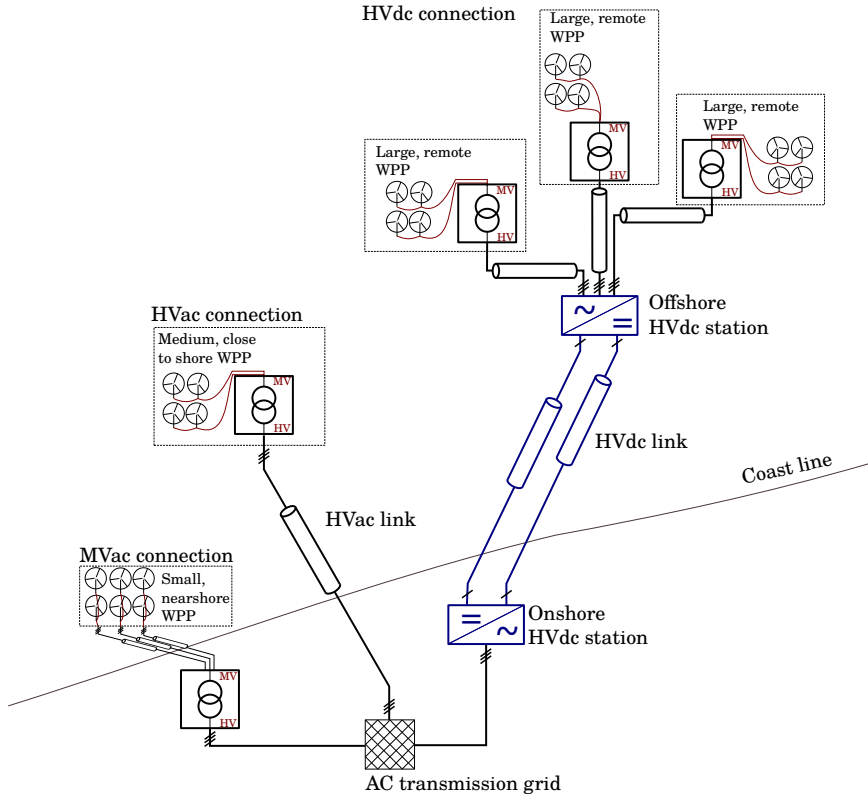 HVdc connection
Large, remote
WPP
MV
HV
Large, remote
WPP
MV
HV
Large, remote
WPP
MV
HV
Offshore
HVdc station
HVac connection
Medium, close
to shore WPP
MV
HV
HVdc link
Coast line
HVac link
MVac connection
Small,
nearshore
WPP
Onshore
HVdc station
MV
HV
AC transmission grid